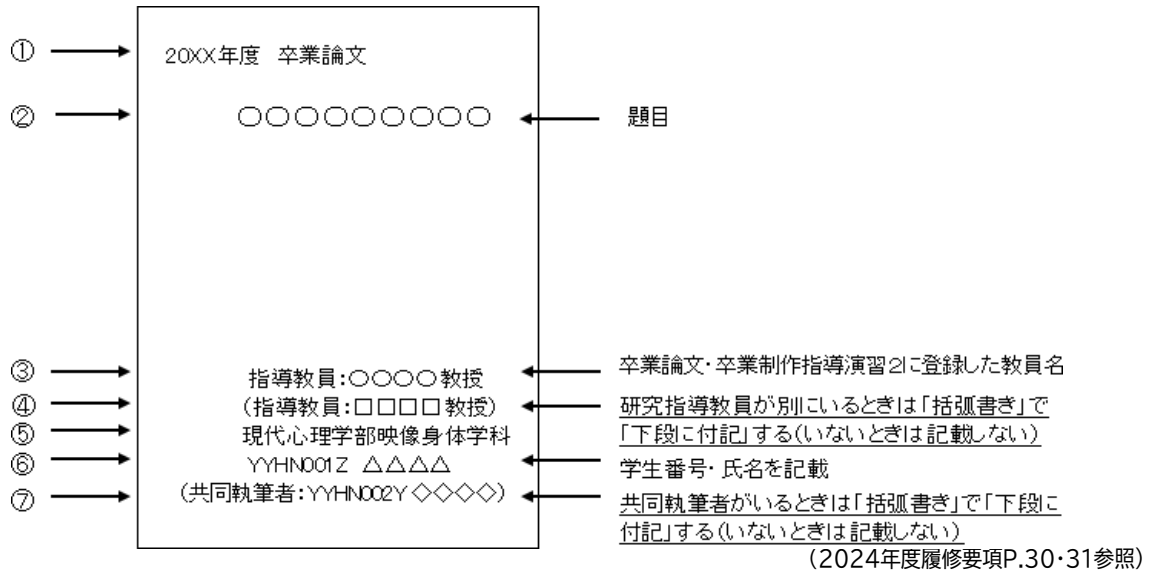 ① 20XX年度 卒業論文
② ○○○○○○○○○ 題目
③ 指導教員:○○○○教授 卒業論文・卒業制作指導演習2に登録した教員名
④ (指導教員:□□□□教授) 研究指導教員が別にいるときは「括弧書き」で
「下段に付記」する(いないときは記載しない)
⑤ 現代心理学部映像身体学科
⑥ YYHN001Z △△△△ 学生番号・氏名を記載
⑦ (共同執筆者:YYHN002Y◇◇◇◇) 共同執筆者がいるときは「括弧書き」で「下段に
付記」する(いないときは記載しない)
(2024年度履修要項P.30・31参照)